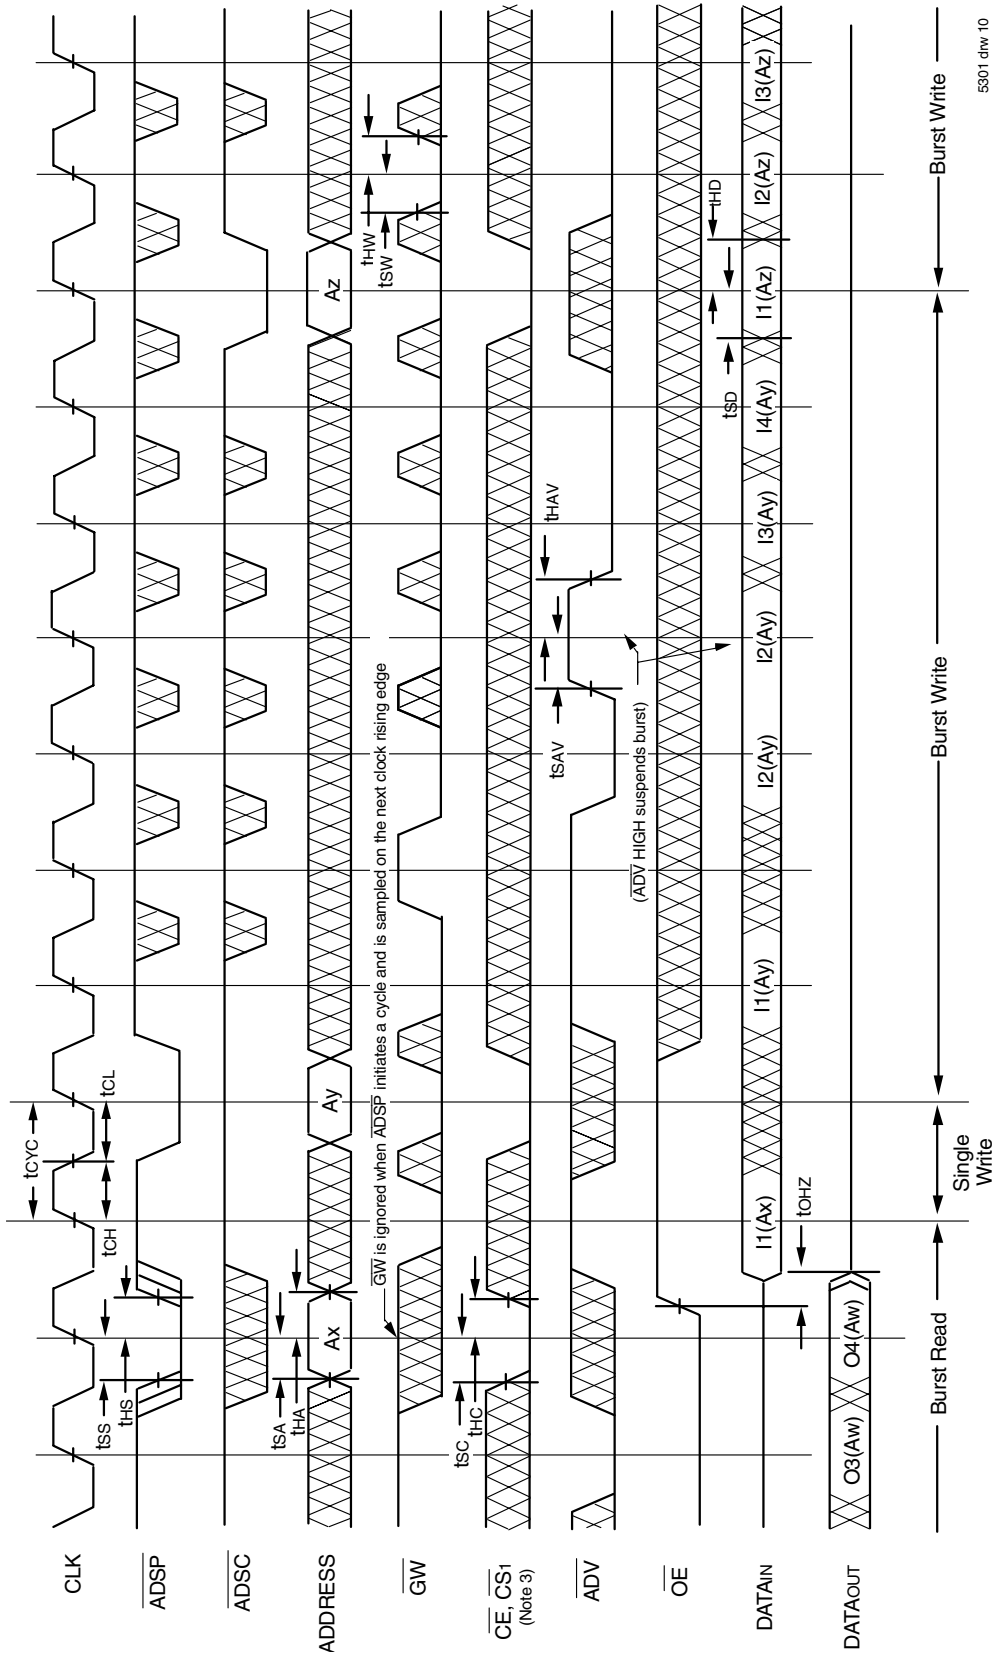 CLK
tCYC
tCH
tCL
ADSP
tSS
tHS
ADSC
ADDRESS
tSA
tHA
Ax
Ay
Az
GW
GW is ignored when ADSP initiates a cycle and is sampled on the next clock rising edge
tHW
tSW
CE, CS1
(Note 3)
tSC
tHC
ADV
tSAV
tHAV
(ADV HIGH suspends burst)
OE
DATAIN
I1(Ax)
I1(Ay)
I2(Ay)
I2(Ay)
I3(Ay)
I4(Ay)
I1(Az)
I2(Az)
I3(Az)
tSD
tHD
DATAOUT
O3(Aw)
O4(Aw)
tOHZ
Burst Read
Single
Write
Burst Write
Burst Write
5301 drw 10